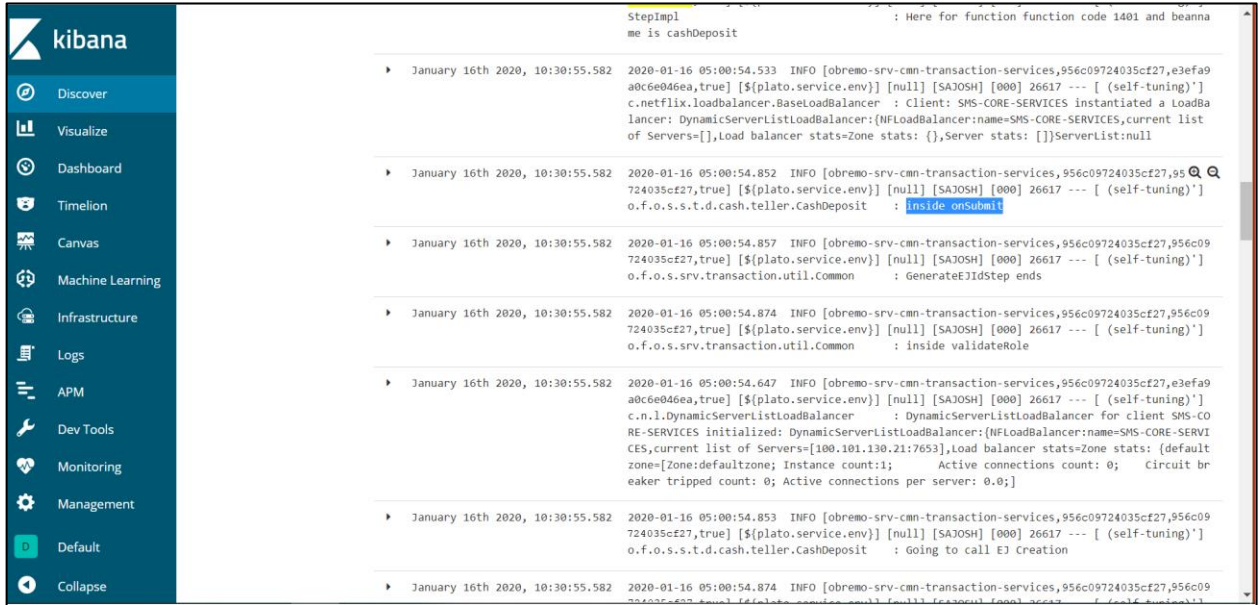 kibana
Discover
Visualize
Dashboard
Timelion
Canvas
Machine Learning
Infrastructure
Logs
APM
Dev Tools
Monitoring
Management
D Default
Collapse
StepImpl : Here for function function code 1401 and beanna
me is cashDeposit
January 16th 2020, 10:30:55.582 2020-01-16 05:00:54.533 INFO [obremo-srv-cmn-transaction-services,956c09724035cf27,e3efa9
a0c6e046ea,true] [${plato.service.env}] [null] [SAJOSH] [000] 26617 --- [ (self-tuning)']
c.netflix.loadbalancer.BaseLoadBalancer : Client: SMS-CORE-SERVICES instantiated a LoadBa
lancer: DynamicServerListLoadBalancer:{NFLoadBalancer:name=SMS-CORE-SERVICES,current list
of Servers=[],Load balancer stats=Zone stats: {},Server stats: []}ServerList:null
January 16th 2020, 10:30:55.582 2020-01-16 05:00:54.852 INFO [obremo-srv-cmn-transaction-services,956c09724035cf27,95
724035cf27,true] [${plato.service.env}] [null] [SAJOSH] [000] 26617 --- [ (self-tuning)']
o.f.o.s.s.t.d.cash.teller.CashDeposit : inside onSubmit
January 16th 2020, 10:30:55.582 2020-01-16 05:00:54.857 INFO [obremo-srv-cmn-transaction-services,956c09724035cf27,956c09
724035cf27,true] [${plato.service.env}] [null] [SAJOSH] [000] 26617 --- [ (self-tuning)']
o.f.o.s.srv.transaction.util.Common : GenerateEJIdStep ends
January 16th 2020, 10:30:55.582 2020-01-16 05:00:54.874 INFO [obremo-srv-cmn-transaction-services,956c09724035cf27,956c09
724035cf27,true] [${plato.service.env}] [null] [SAJOSH] [000] 26617 --- [ (self-tuning)']
o.f.o.s.srv.transaction.util.Common : inside validateRole
January 16th 2020, 10:30:55.582 2020-01-16 05:00:54.647 INFO [obremo-srv-cmn-transaction-services,956c09724035cf27,e3efa9
a0c6e046ea,true] [${plato.service.env}] [null] [SAJOSH] [000] 26617 --- [ (self-tuning)']
c.n.l.DynamicServerListLoadBalancer : DynamicServerListLoadBalancer for client SMS-CO
RE-SERVICES initialized: DynamicServerListLoadBalancer:{NFLoadBalancer:name=SMS-CORE-SERVI
CES,current list of Servers=[100.101.130.21:7653],Load balancer stats=Zone stats: {default
zone=[Zone:defaultzone; Instance count:1; Active connections count: 0; Circuit br
eaker tripped count: 0; Active connections per server: 0.0;]
January 16th 2020, 10:30:55.582 2020-01-16 05:00:54.853 INFO [obremo-srv-cmn-transaction-services,956c09724035cf27,956c09
724035cf27,true] [${plato.service.env}] [null] [SAJOSH] [000] 26617 --- [ (self-tuning)']
o.f.o.s.s.t.d.cash.teller.CashDeposit : Going to call EJ Creation
January 16th 2020, 10:30:55.582 2020-01-16 05:00:54.874 INFO [obremo-srv-cmn-transaction-services,956c09724035cf27,956c09